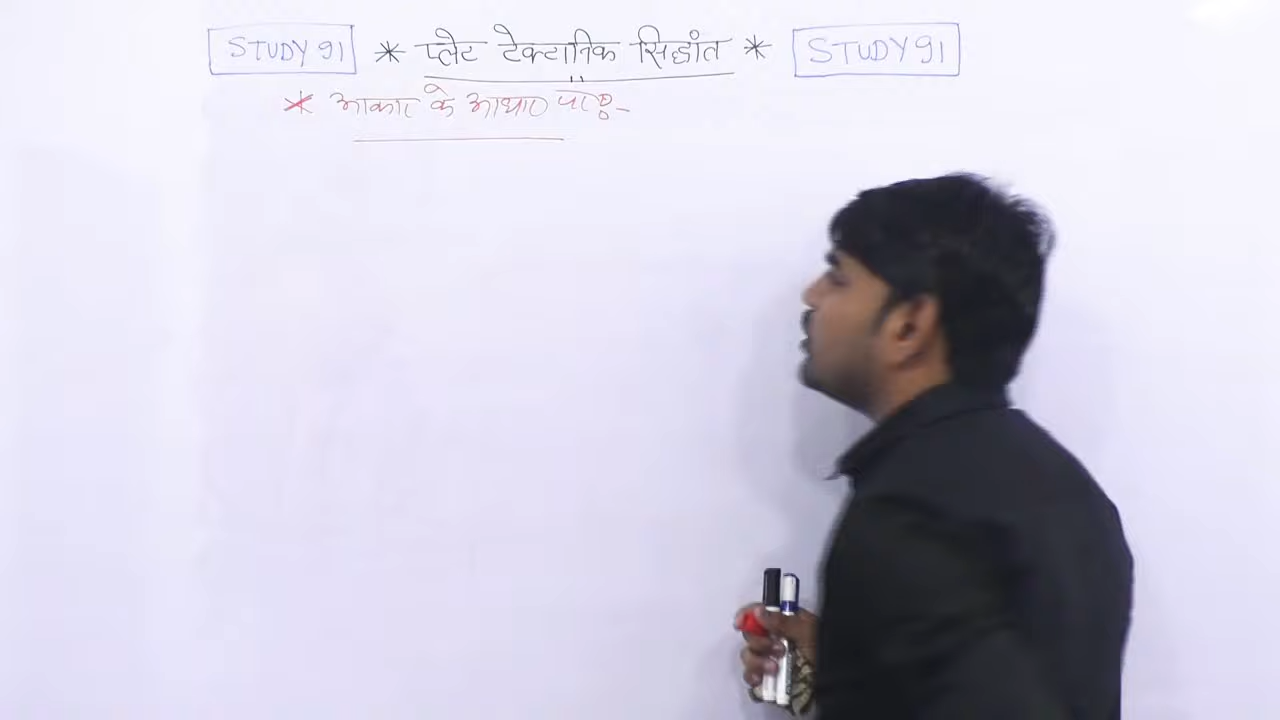 STUDY 91 * प्लेट टेक्टानिक सिद्धांत * STUDY 91
* आकार के आधार पर :-